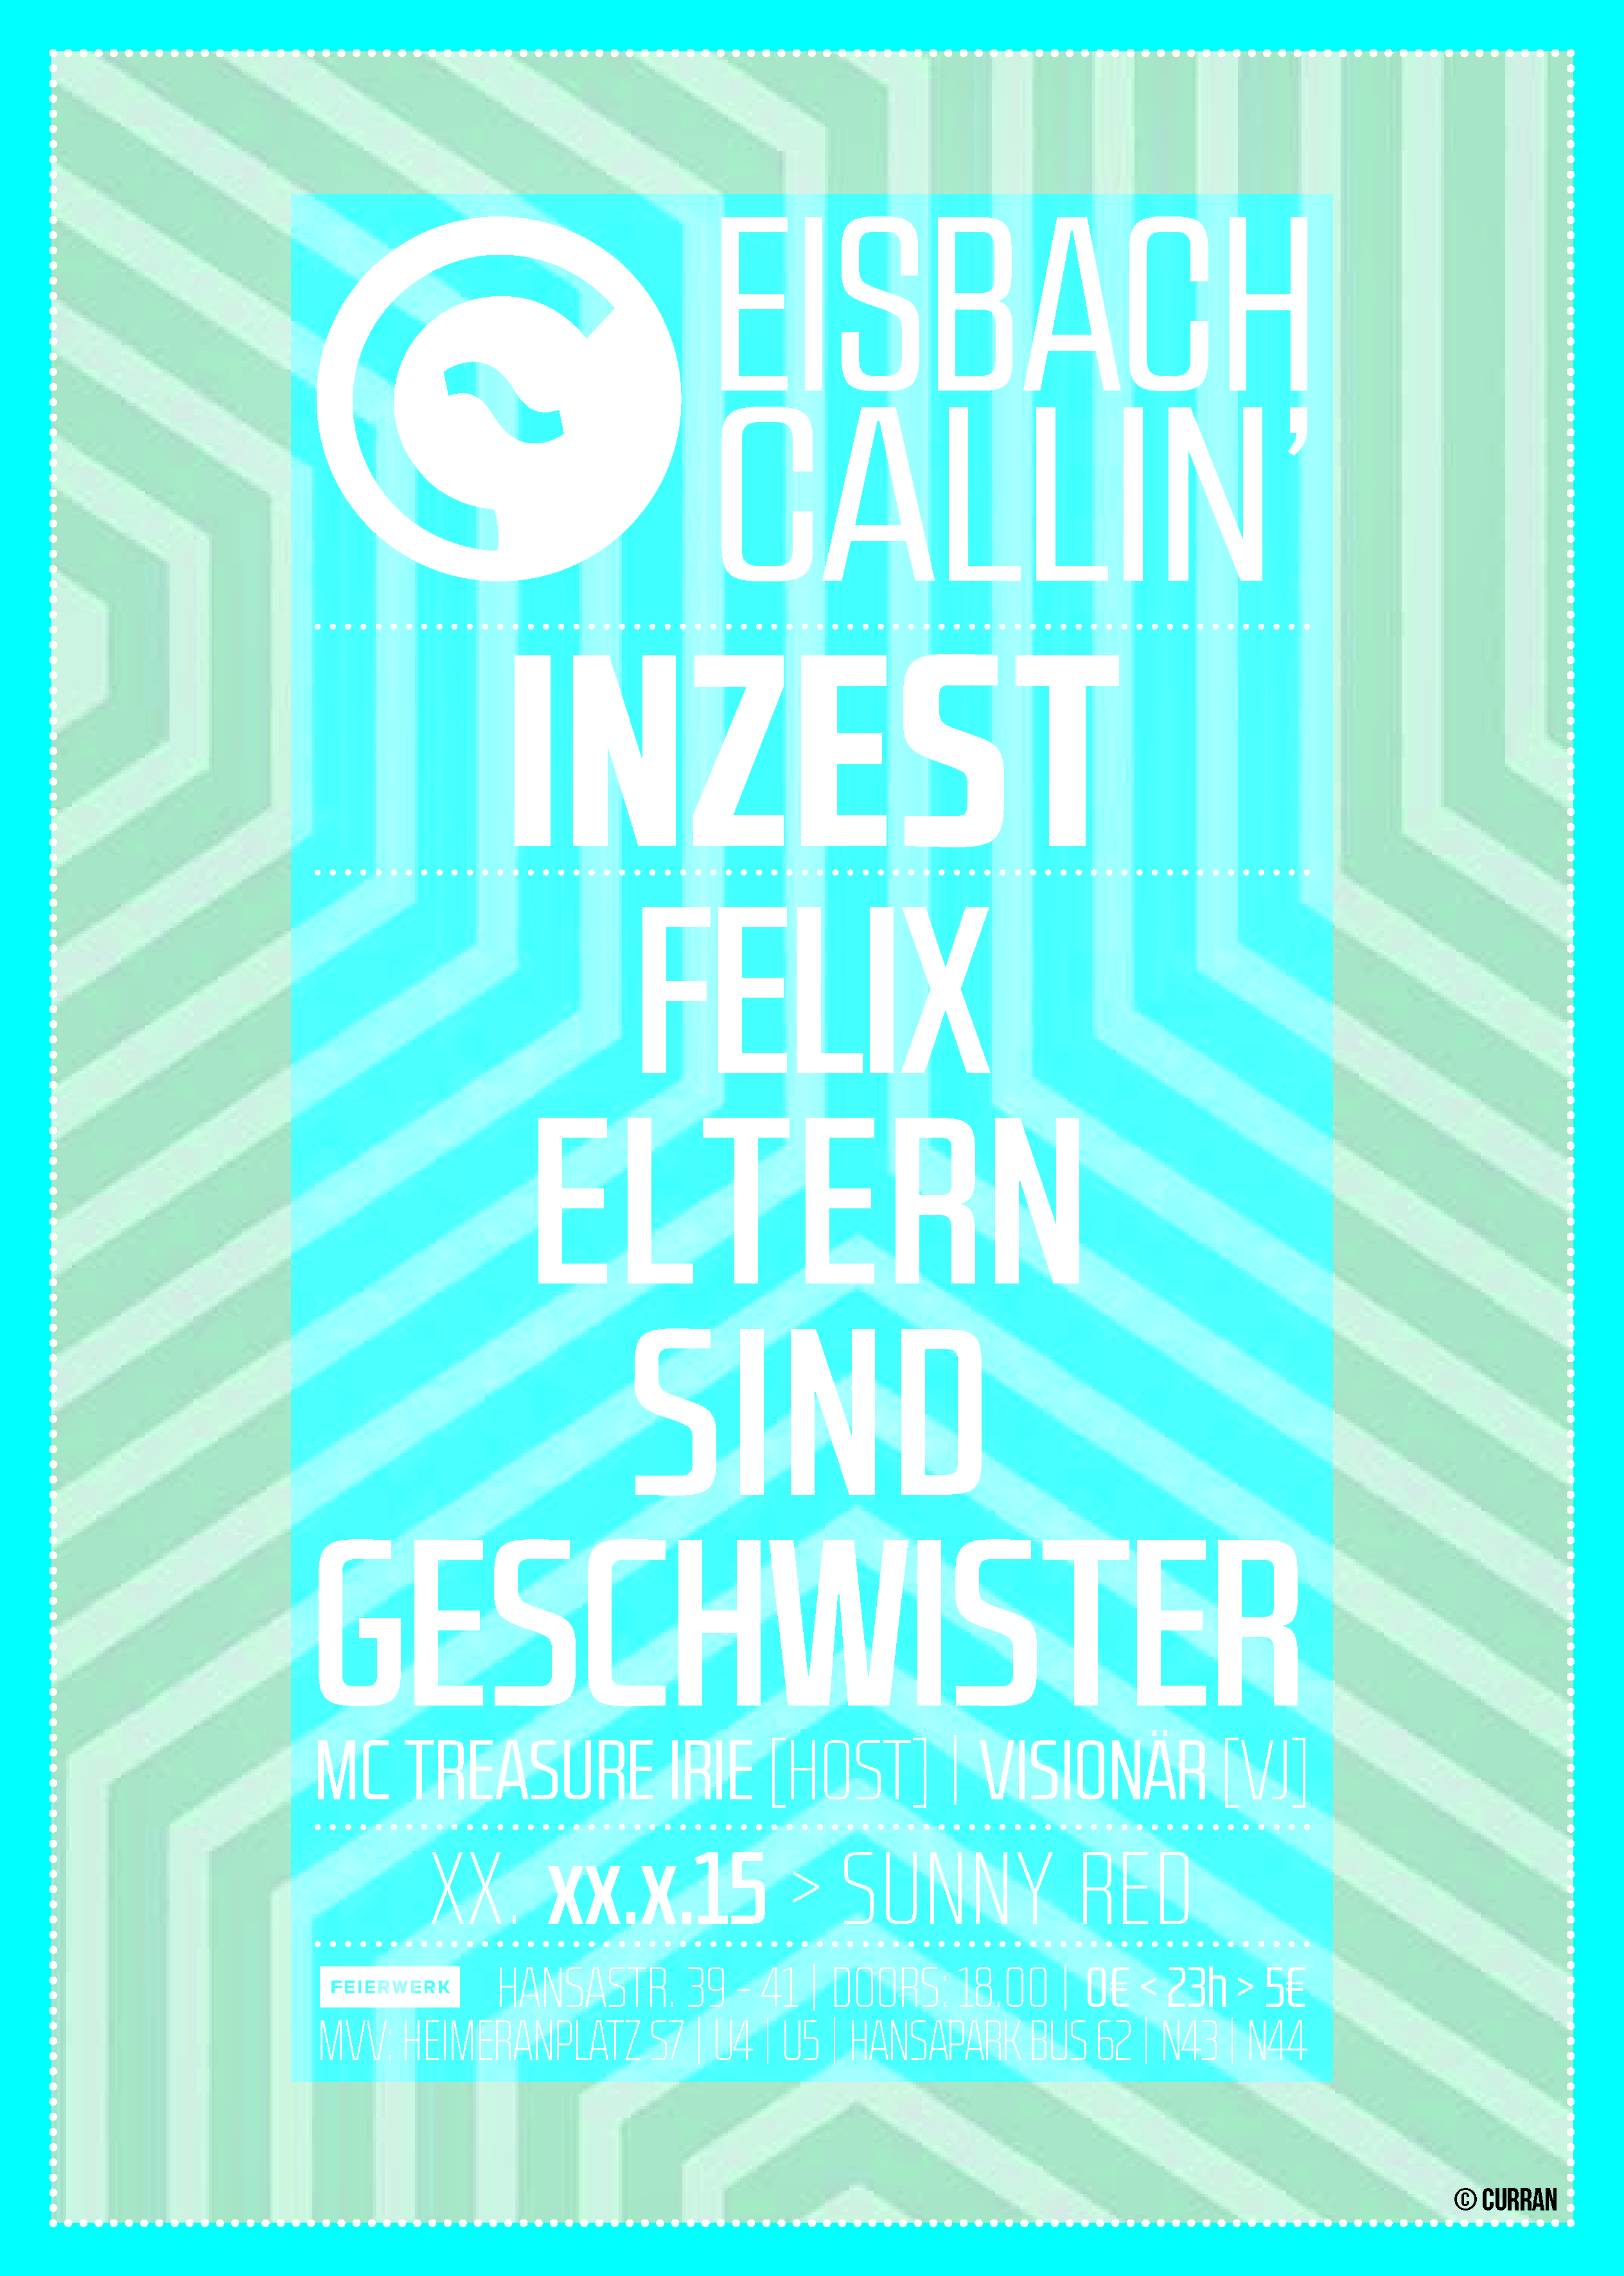 EISBACH
CALLIN’
INZEST
FELIX
ELTERN
SIND
GESCHWISTER
MC TREASURE IRIE [HOST] | VISIONÄR [VJ]
XX. xx.x.15 > SUNNY RED
FEIERWERK HANSASTR. 39 - 41 | DOORS: 18.00 | 0€ < 23h > 5€
MVV: HEIMERANPLATZ S7 | U4 | U5 | HANSAPARK BUS 62 | N43 | N44
© CURRAN